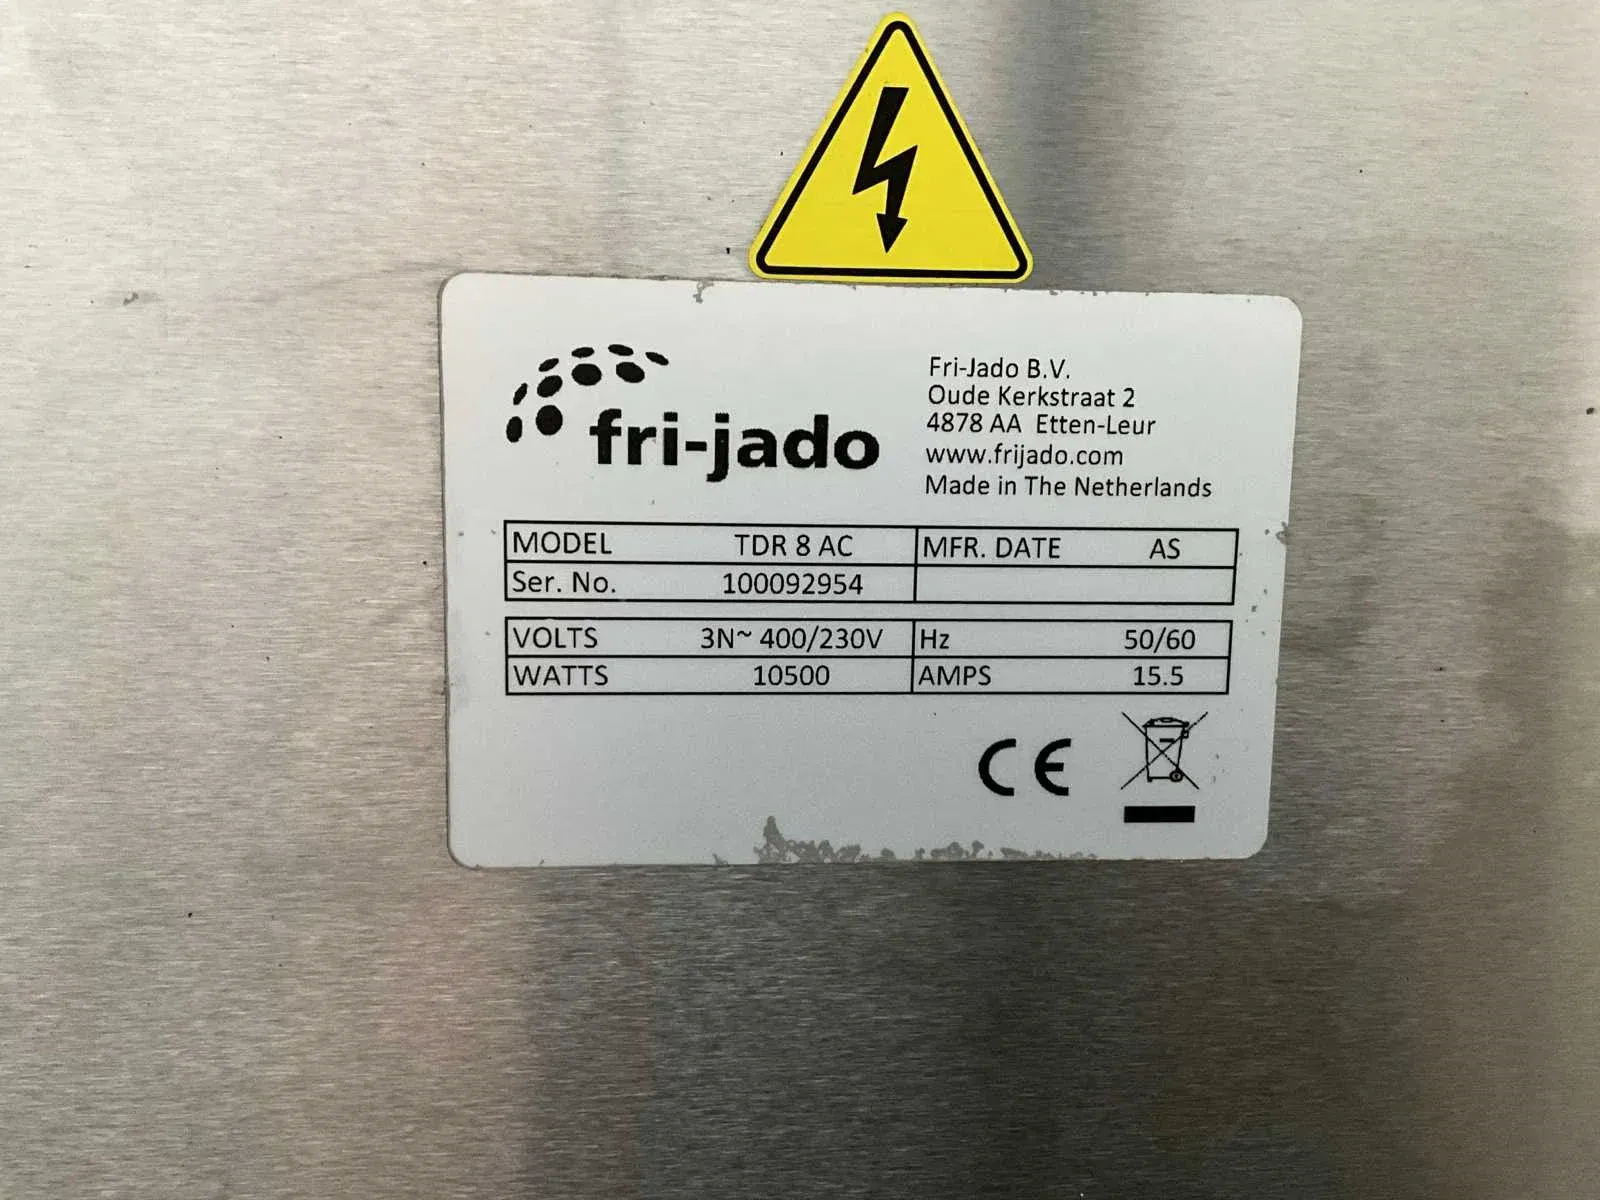 fri-jado
Fri-Jado B.V.
Oude Kerkstraat 2
4878 AA Etten-Leur
www.frijado.com
Made in The Netherlands
MODEL TDR 8 AC MFR. DATE AS
Ser. No. 100092954
VOLTS 3N~ 400/230V Hz 50/60
WATTS 10500 AMPS 15.5
CE